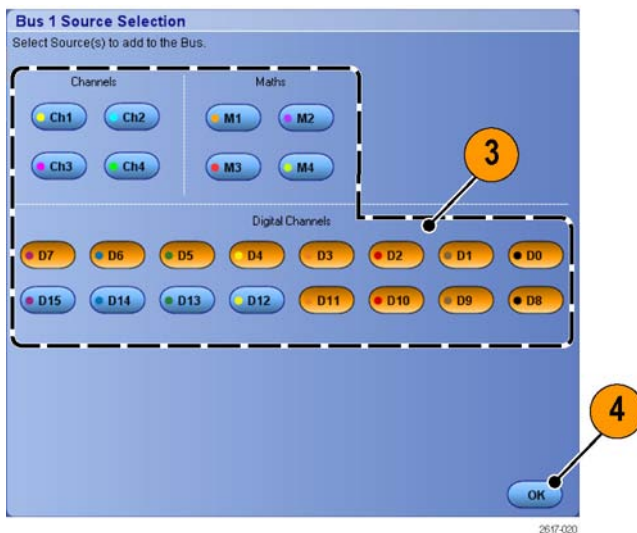 Bus 1 Source Selection
Select Source(s) to add to the Bus.
Channels Maths
Ch1 Ch2 M1 M2
3
Ch3 Ch4 M3 M4
Digital Channels
D7 D6 D5 D4 D3 D2 D1 D0
D15 D14 D13 D12 D11 D10 D9 D8
4
OK
2617-020